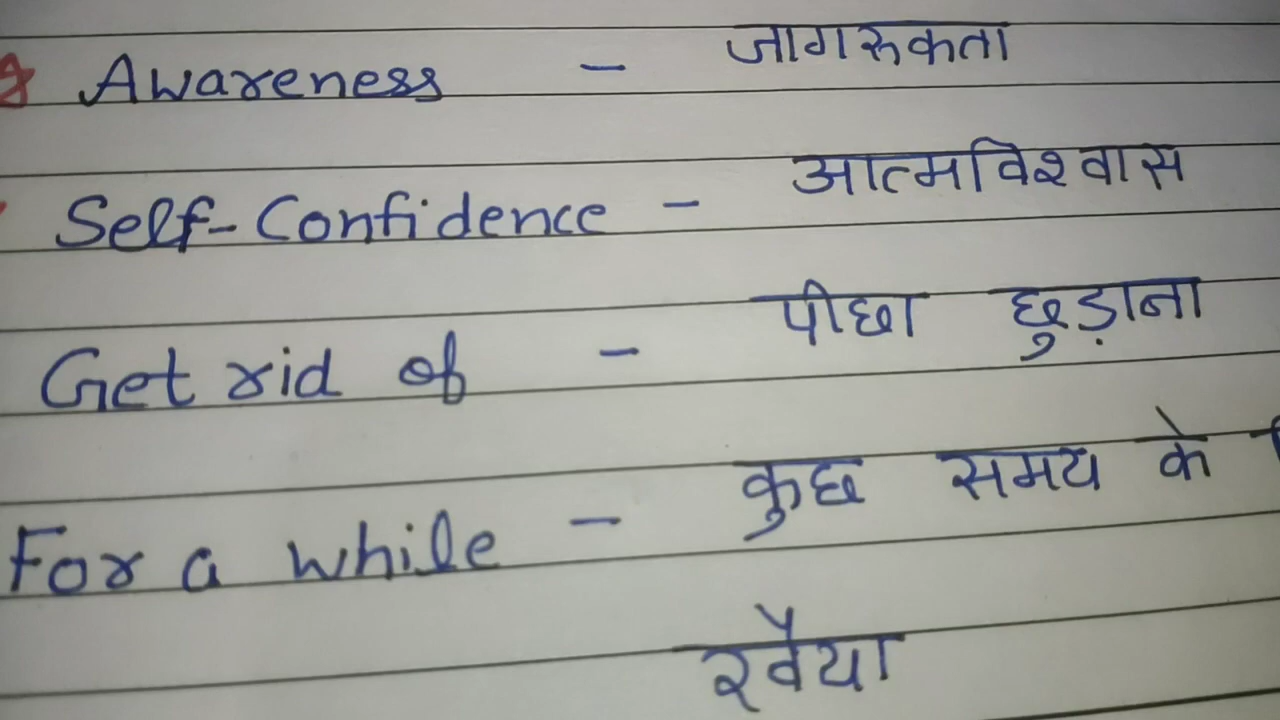 Awareness - जागरुकता
Self-Confidence - आत्मविश्वास
Get rid of - पीछा छुड़ाना
For a while - कुछ समय के
रवैया